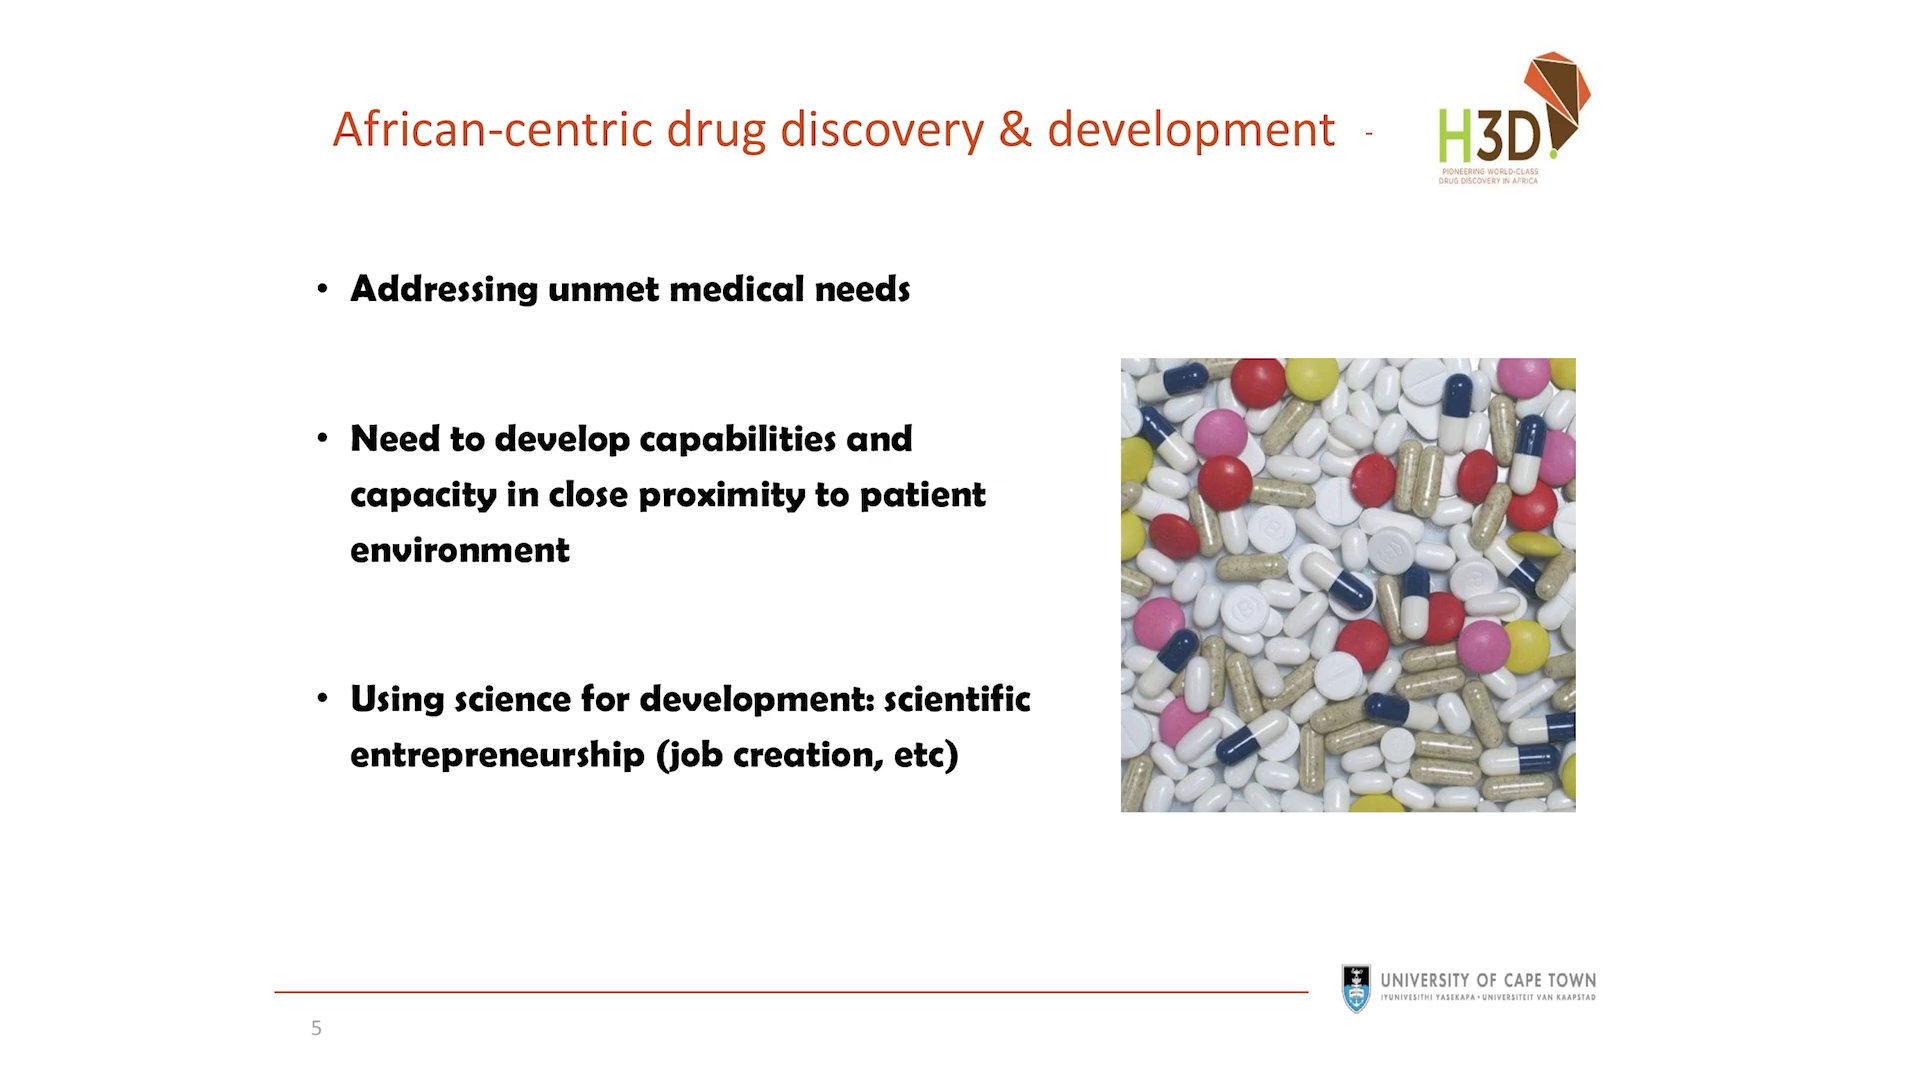 African-centric drug discovery & development -
H3D
PIONEERING WORLD-CLASS
DRUG DISCOVERY IN AFRICA
• Addressing unmet medical needs
• Need to develop capabilities and
capacity in close proximity to patient
environment
• Using science for development: scientific
entrepreneurship (job creation, etc)
UNIVERSITY OF CAPE TOWN
IYUNIVESITHI YASEKAPA • UNIVERSITEIT VAN KAAPSTAD
5